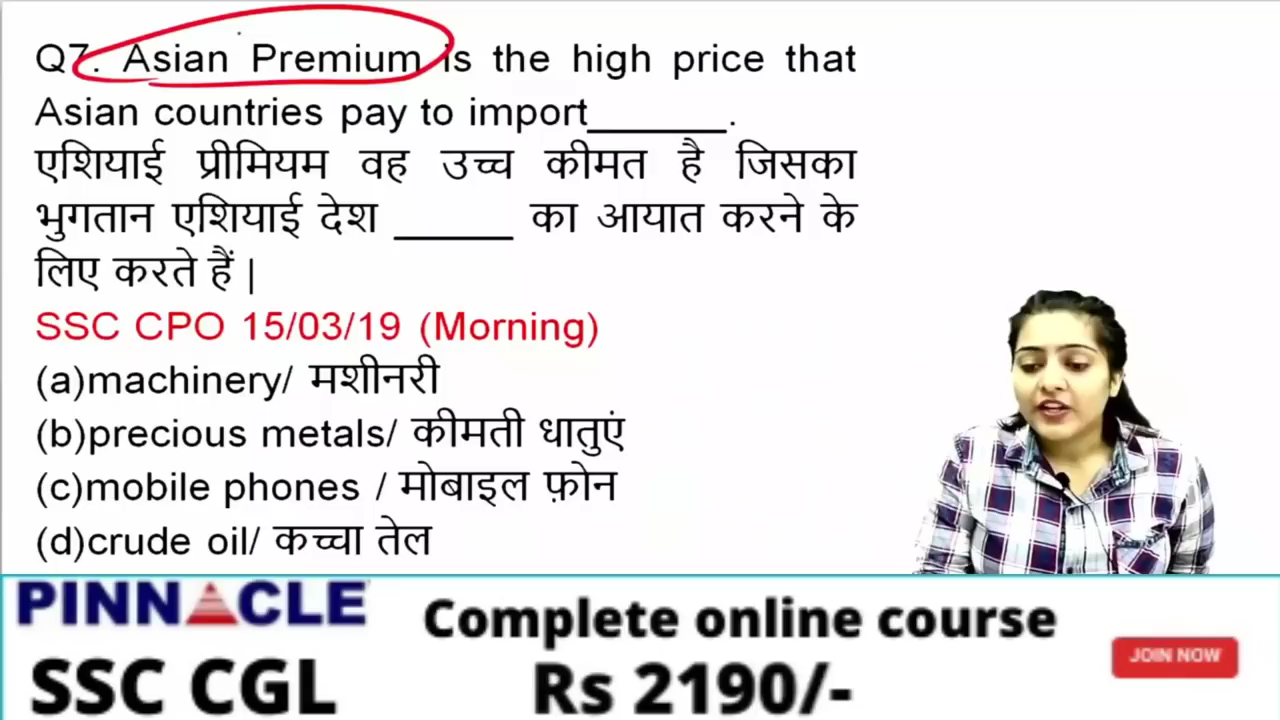 Q7. Asian Premium is the high price that
Asian countries pay to import______.
एशियाई प्रीमियम वह उच्च कीमत है जिसका
भुगतान एशियाई देश ______ का आयात करने के
लिए करते हैं |
SSC CPO 15/03/19 (Morning)
(a)machinery/ मशीनरी
(b)precious metals/ कीमती धातुएं
(c)mobile phones / मोबाइल फ़ोन
(d)crude oil/ कच्चा तेल
PINNACLE
SSC CGL
Complete online course
Rs 2190/-
JOIN NOW